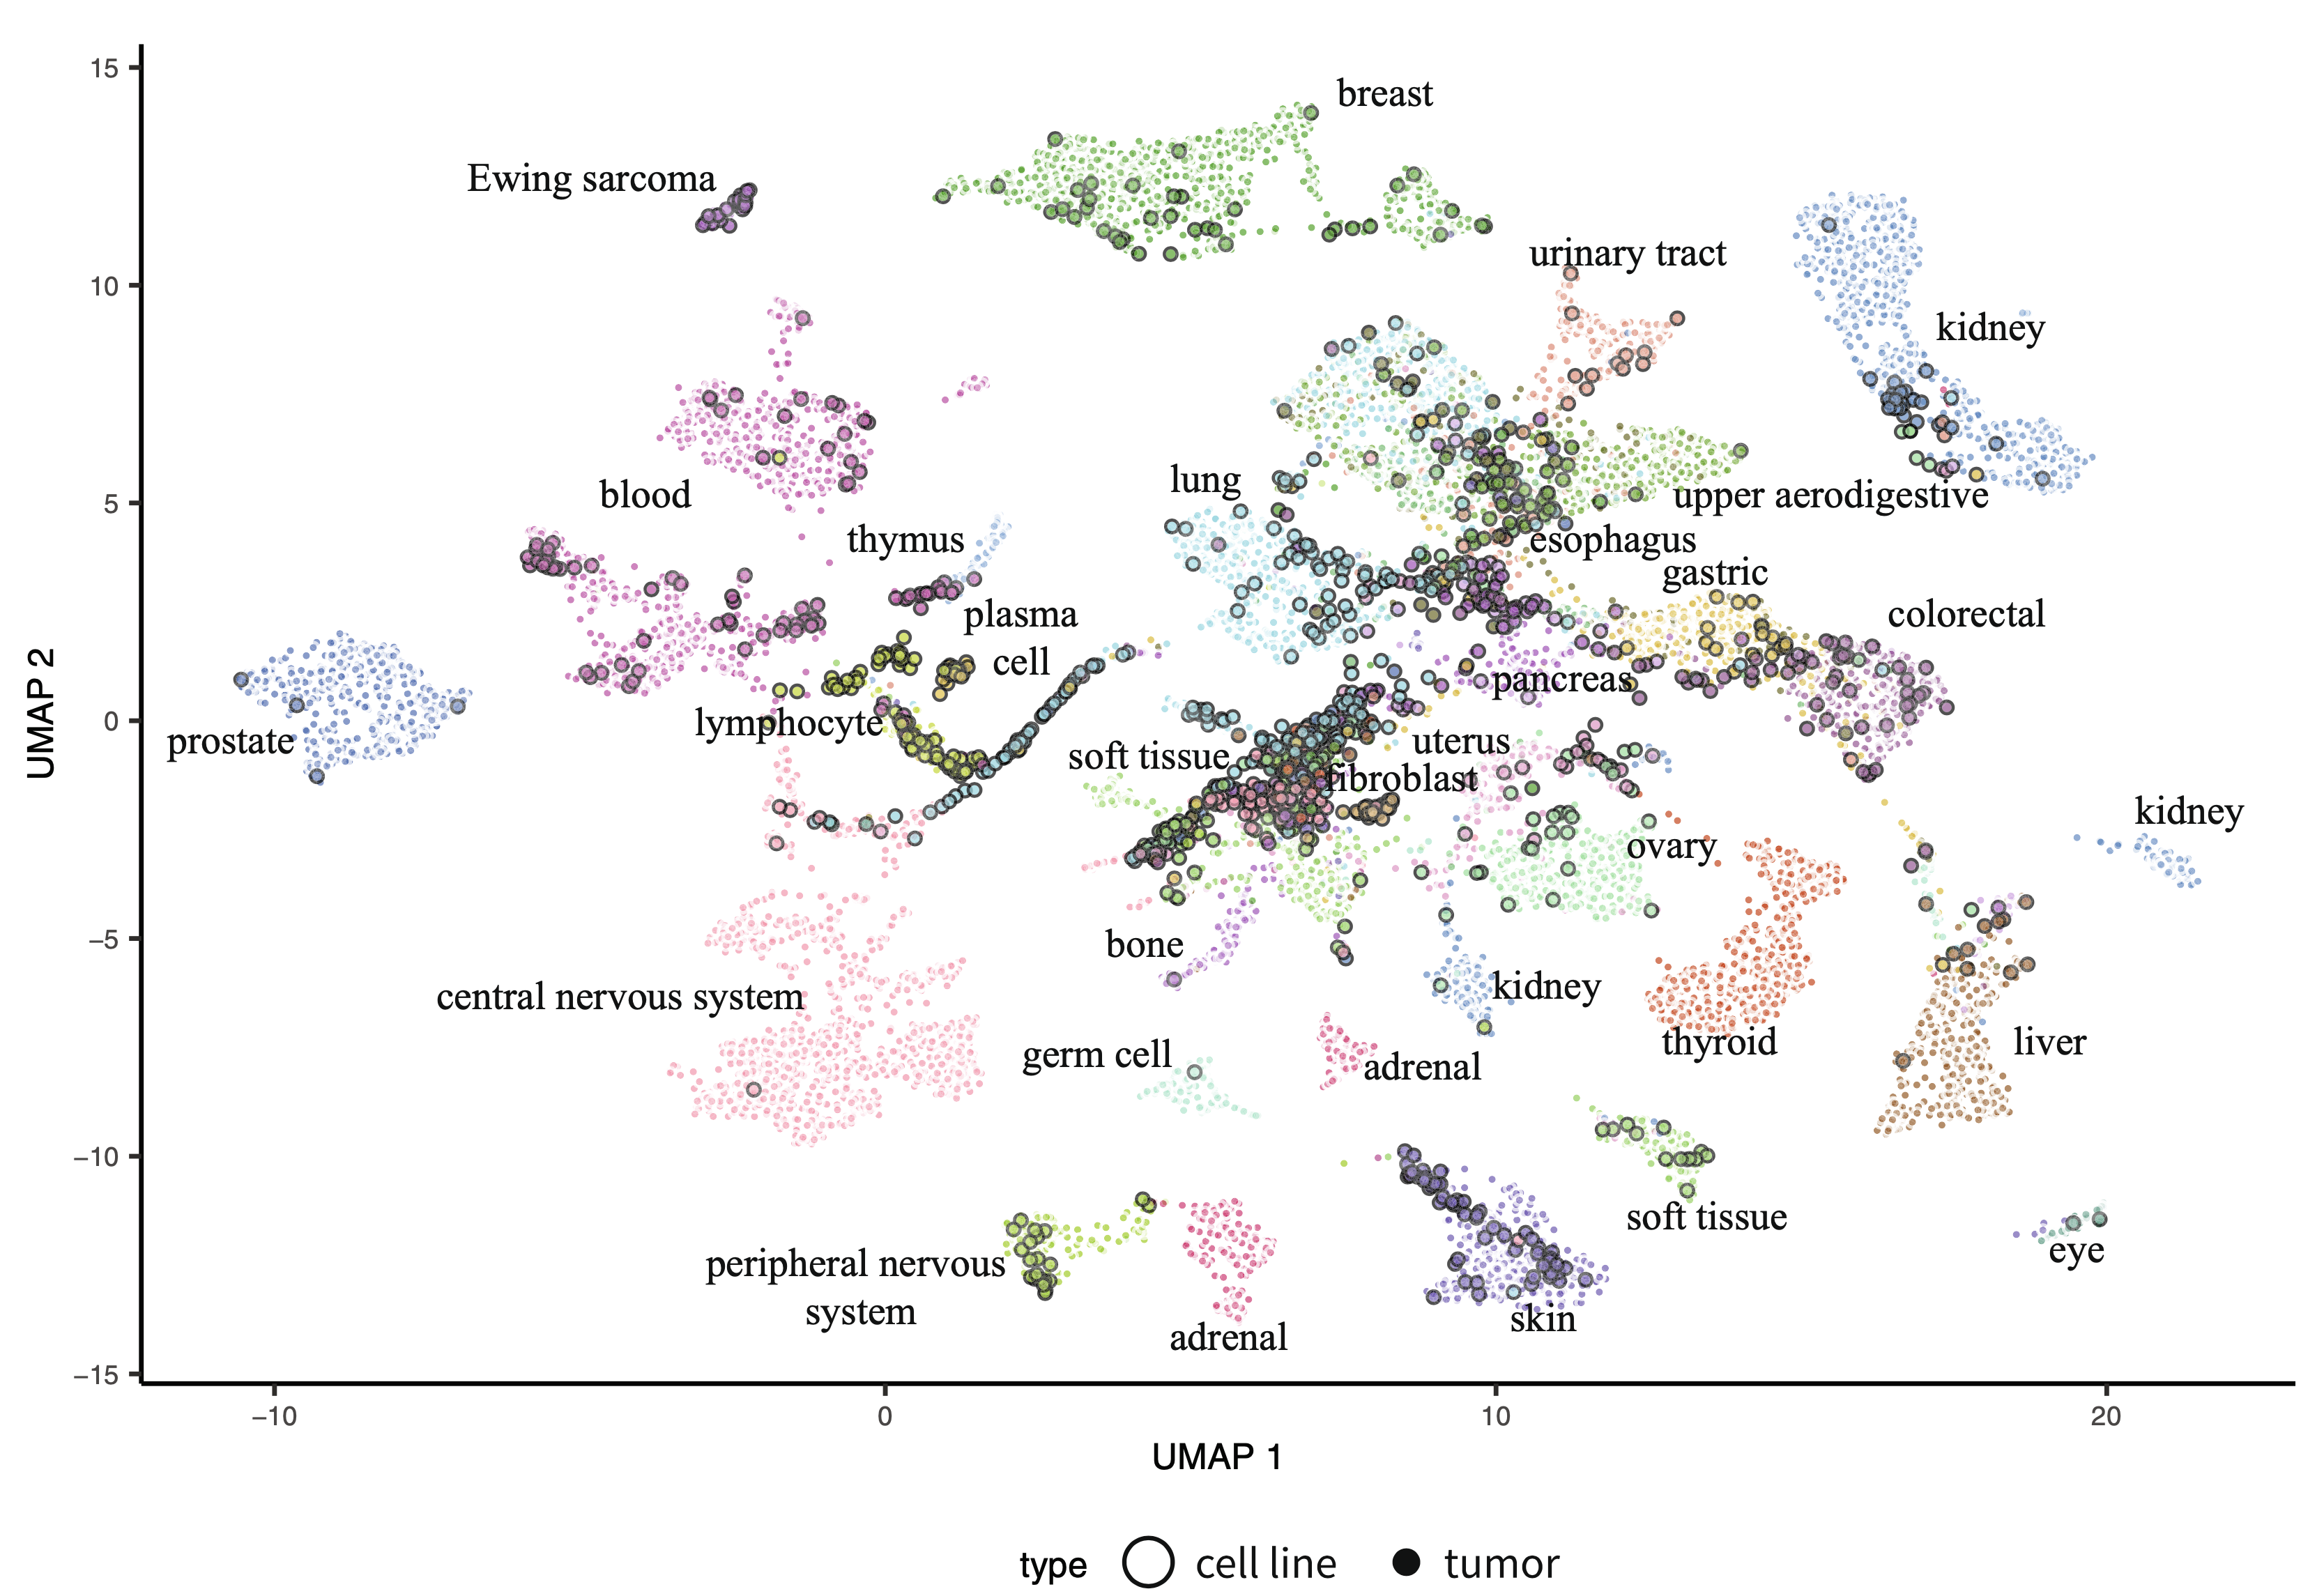 15
breast
Ewing sarcoma
urinary tract
10
kidney
lung
blood
5
upper aerodigestive
thymus
esophagus
gastric
plasma
colorectal
cell
pancreas
UMAP 2
0
prostate
lymphocyte
soft tissue
uterus
fibroblast
kidney
ovary
−5
bone
central nervous system
kidney
thyroid
liver
germ cell
adrenal
−10
soft tissue
peripheral nervous
system
eye
skin
adrenal
−15
−10
0
10
20
UMAP 1
type cell line tumor